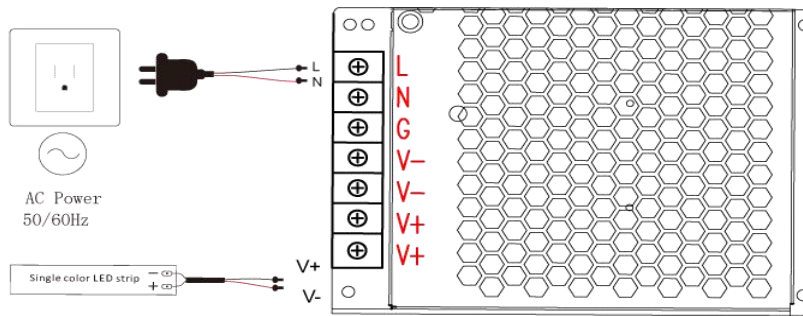 L
N
L
N
G
V-
V-
V+
V+
AC Power
50/60Hz
V+
V-
Single color LED strip
-
+